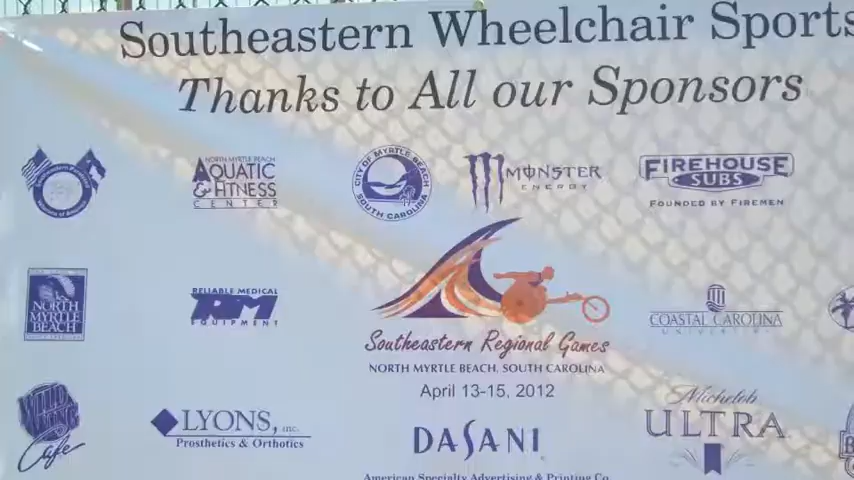 Southeastern Wheelchair Sports
Thanks to All our Sponsors
NORTH MYRTLE BEACH
AQUATIC
& FITNESS
CENTER
CITY OF MYRTLE BEACH
SOUTH CAROLINA
MONSTER
ENERGY
FIREHOUSE
SUBS
FOUNDED BY FIREMEN
NORTH
MYRTLE
BEACH
RELIABLE MEDICAL
RM
EQUIPMENT
Southeastern Regional Games
NORTH MYRTLE BEACH, SOUTH CAROLINA
April 13-15, 2012
COASTAL CAROLINA
UNIVERSITY
WILD
WING
Cafe
LYONS, inc.
Prosthetics & Orthotics
DASANI
Michelob
ULTRA
American Specialty Advertising & Printing Co